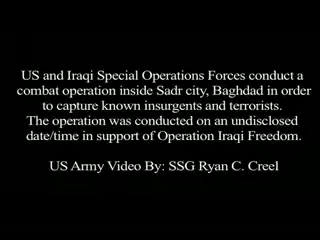 US and Iraqi Special Operations Forces conduct a
combat operation inside Sadr city, Baghdad in order
to capture known insurgents and terrorists.
The operation was conducted on an undisclosed
date/time in support of Operation Iraqi Freedom.
US Army Video By: SSG Ryan C. Creel